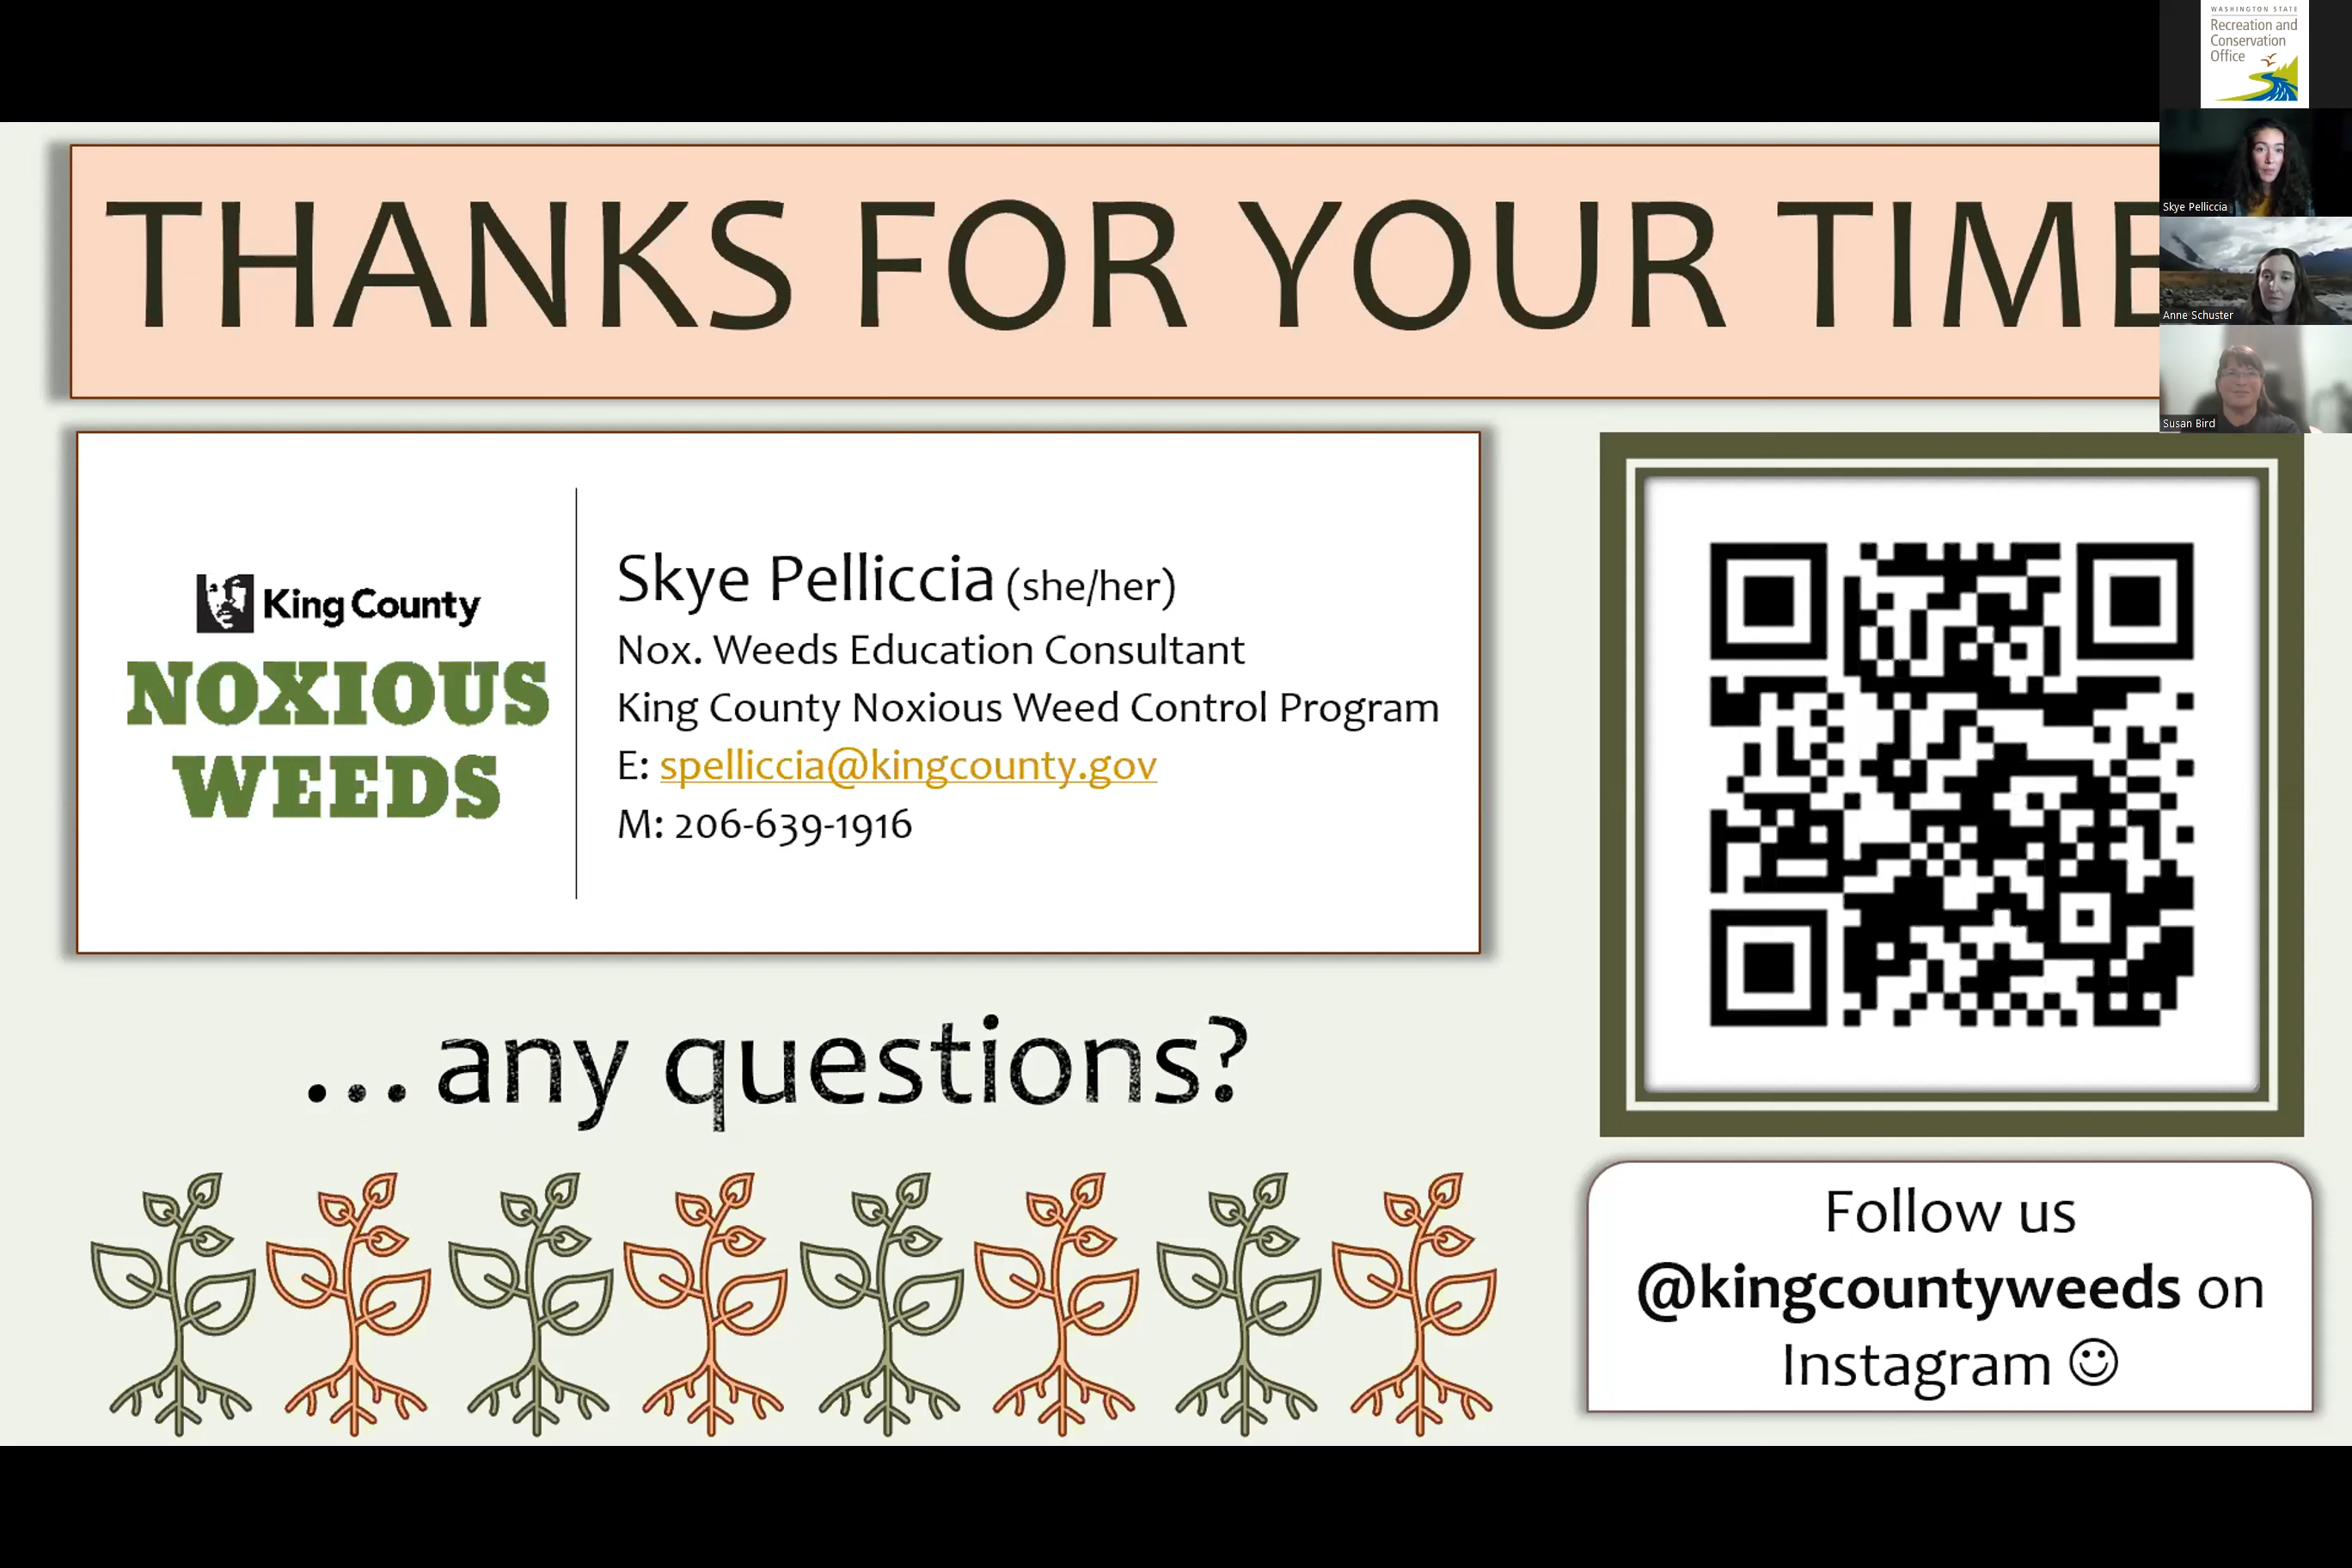 THANKS FOR YOUR TIME
WASHINGTON STATE
Recreation and
Conservation
Office
Skye Pelliccia
Anne Schuster
Susan Bird
King County
NOXIOUS
WEEDS
Skye Pelliccia (she/her)
Nox. Weeds Education Consultant
King County Noxious Weed Control Program
E: spelliccia@kingcounty.gov
M: 206-639-1916
...any questions?
Follow us
@kingcountyweeds on
Instagram ☺